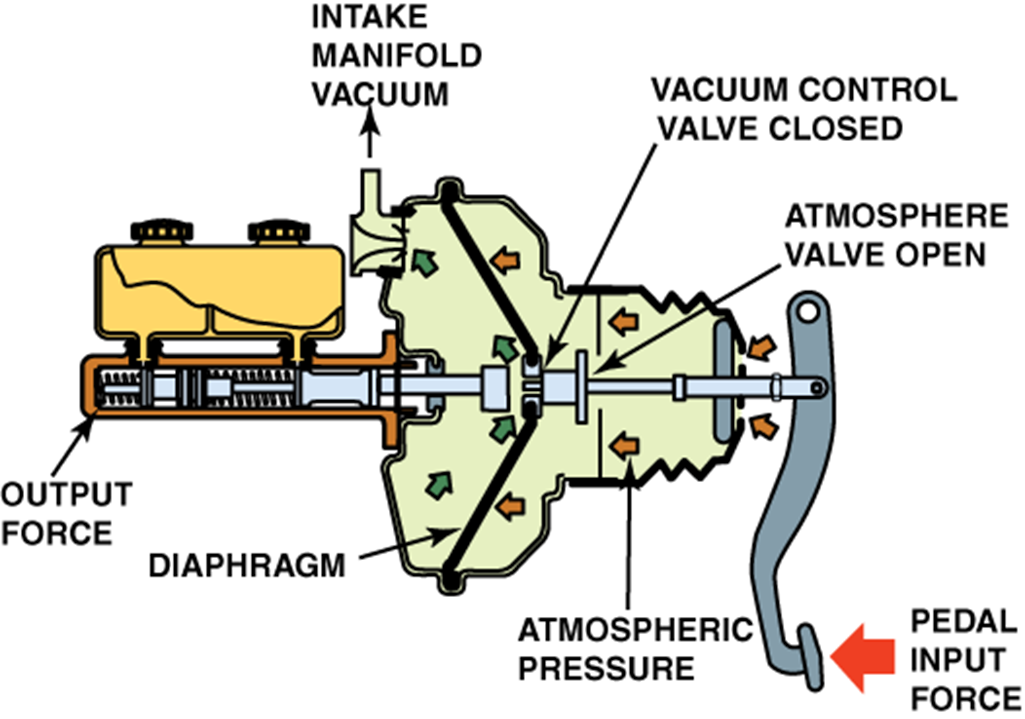 INTAKE
MANIFOLD
VACUUM
VACUUM CONTROL
VALVE CLOSED
ATMOSPHERE
VALVE OPEN
OUTPUT
FORCE
DIAPHRAGM
ATMOSPHERIC
PRESSURE
PEDAL
INPUT
FORCE